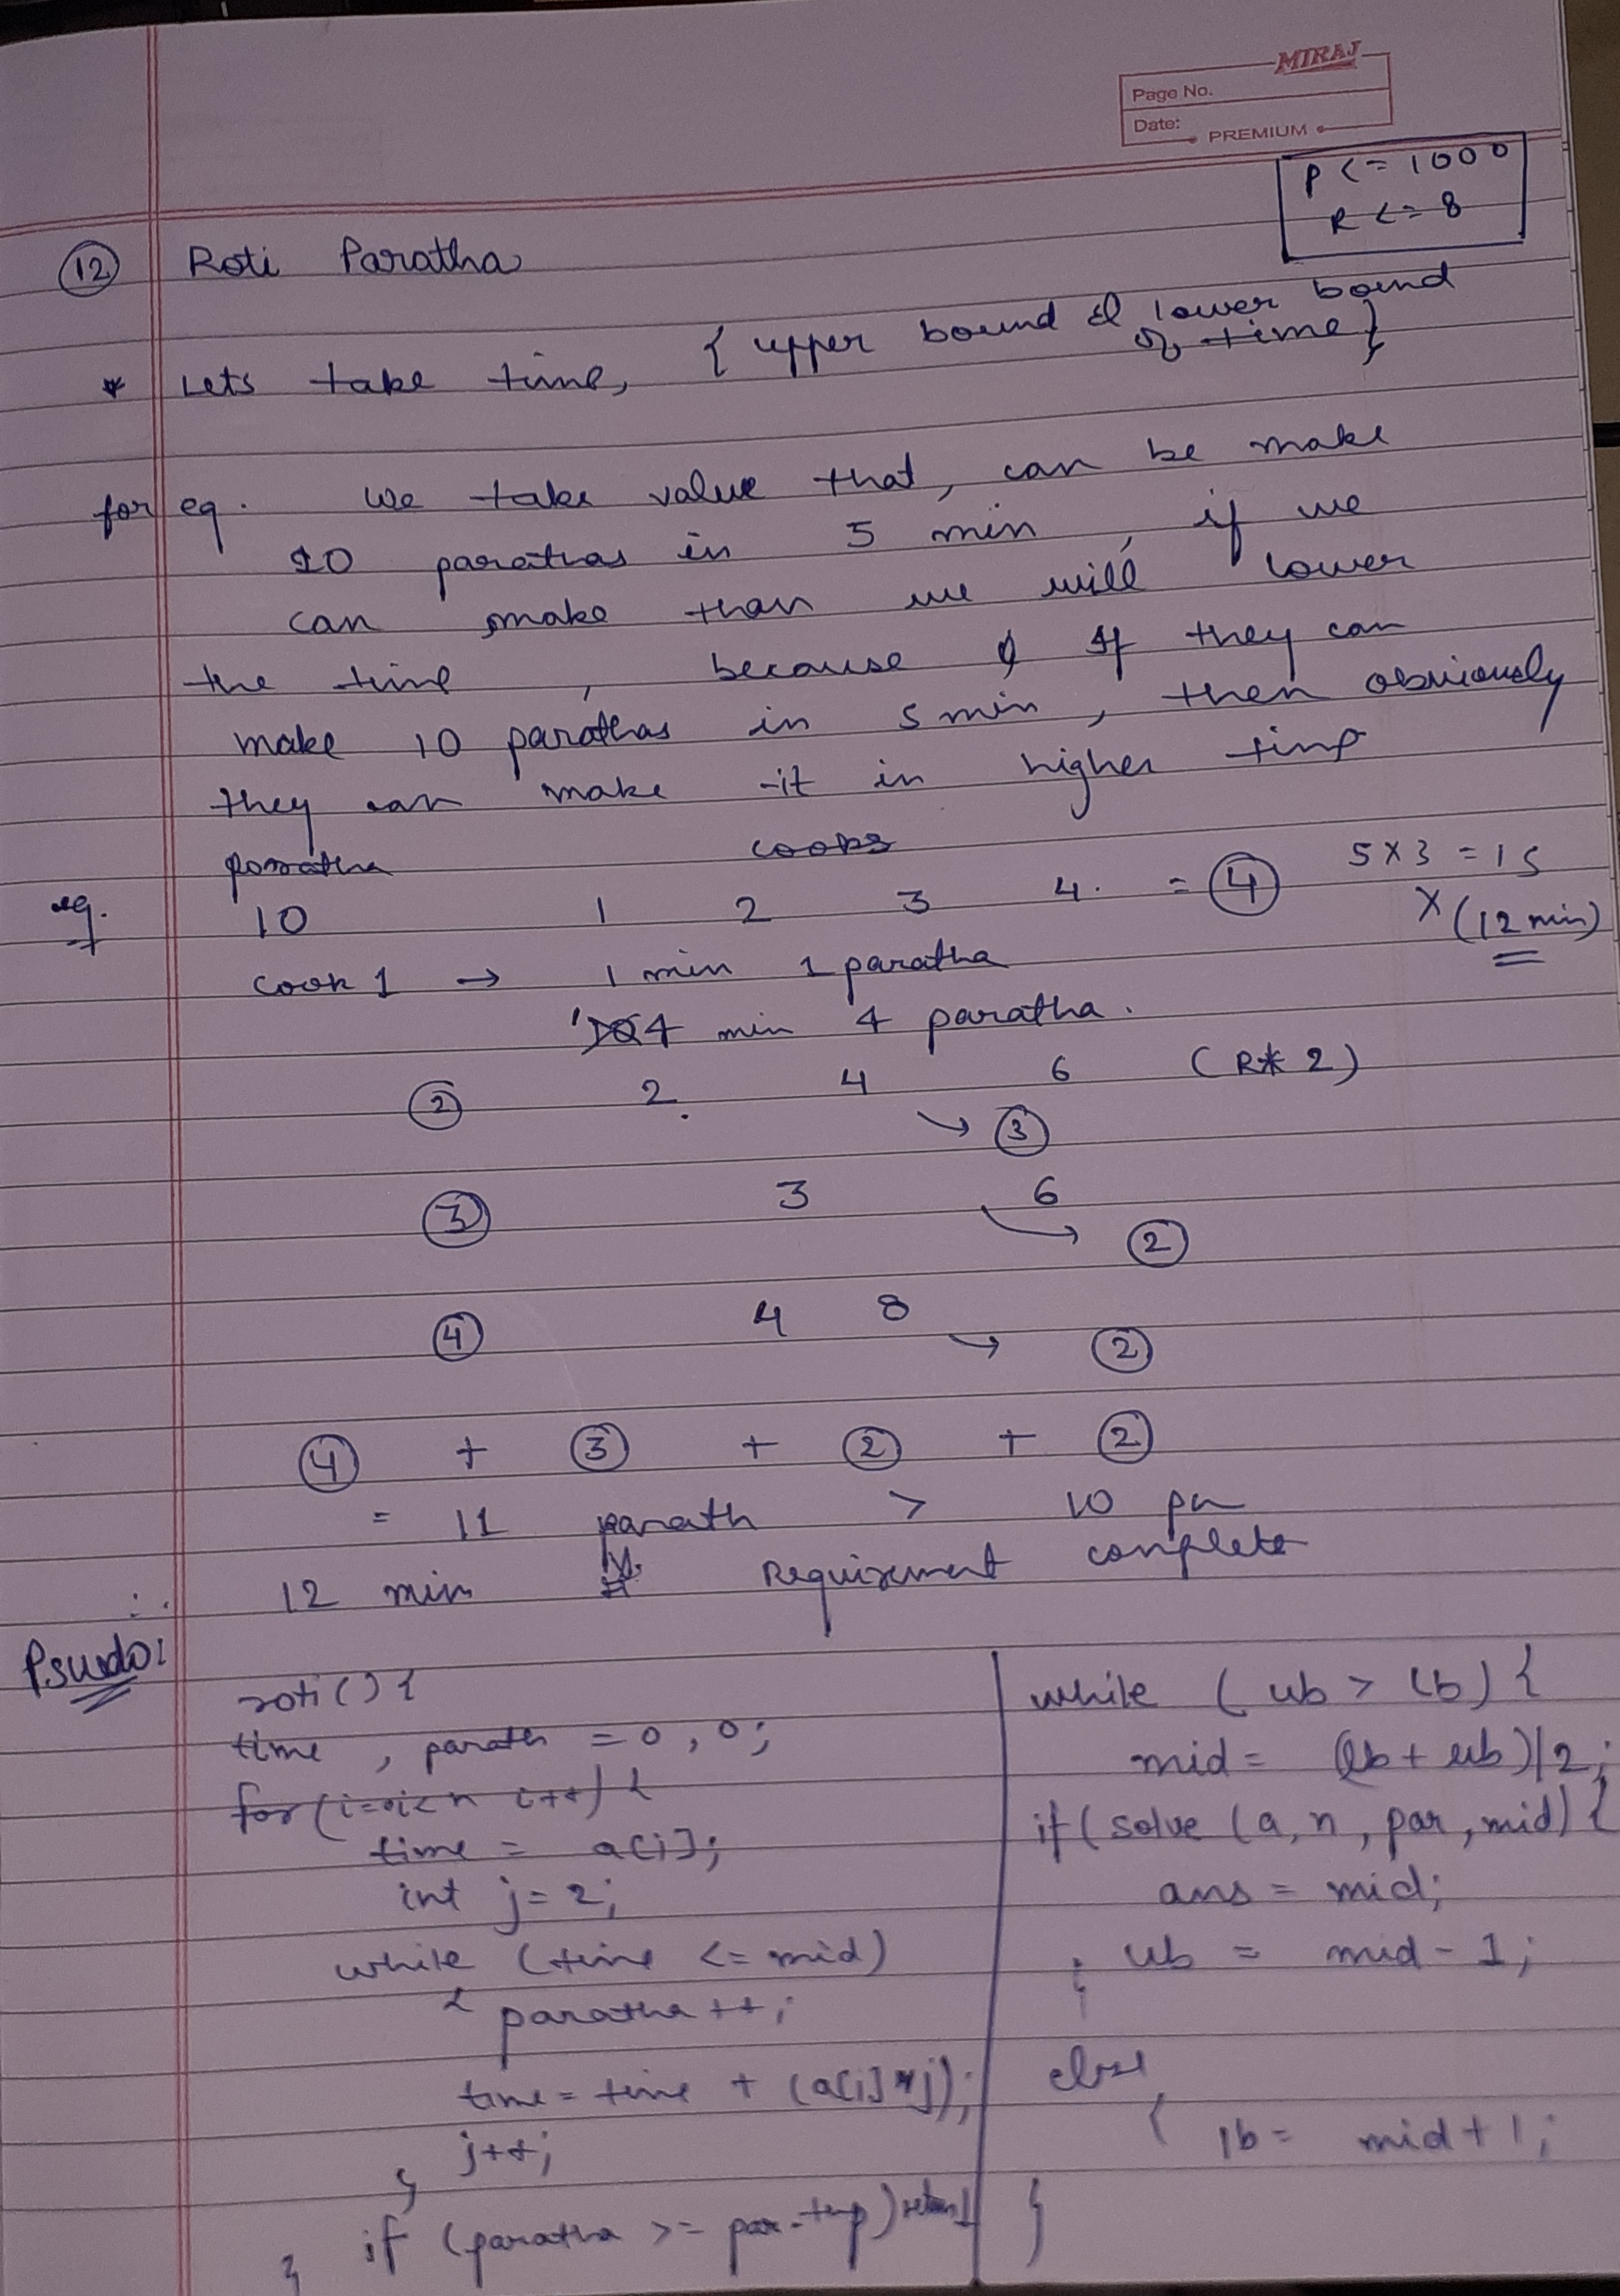 MIRAJ
Page No.
Date:
PREMIUM
P <= 1000
R <= 8
12 Roti Paratha
* Lets take time, { upper bound & lower bound
of time }
for eg. We take value that, can be make
10 parathas in 5 min, if we
can make than we will lower
the time, because If they can
make 10 parathas in 5 min, then obviously
they can make it in higher time
paratha cooks
eg. 10 1 2 3 4. = 4 5 X 3 = 15
X (12 min)
Cook 1 → 1 min 1 paratha
4 min 4 paratha.
2 2. 4 6 (R* 2)
→ 3
3 3 6
→ 2
4 4 8
→ 2
4 + 3 + 2 + 2
= 11 parath > 10 pa
∴ 12 min Requirement complete
Psudo:
roti() {
time, parath = 0, 0;
for (i=0i<n i++) {
time = a[i];
int j = 2;
while (time <= mid)
{ paratha ++;
time = time + (a[i] * j);
j++;
}
if (paratha >= par-temp) return 1
}
while (ub > lb) {
mid = (lb + ub)/2;
if (solve (a, n, par, mid) {
ans = mid;
ub = mid - 1;
}
else
{ lb = mid + 1;
}